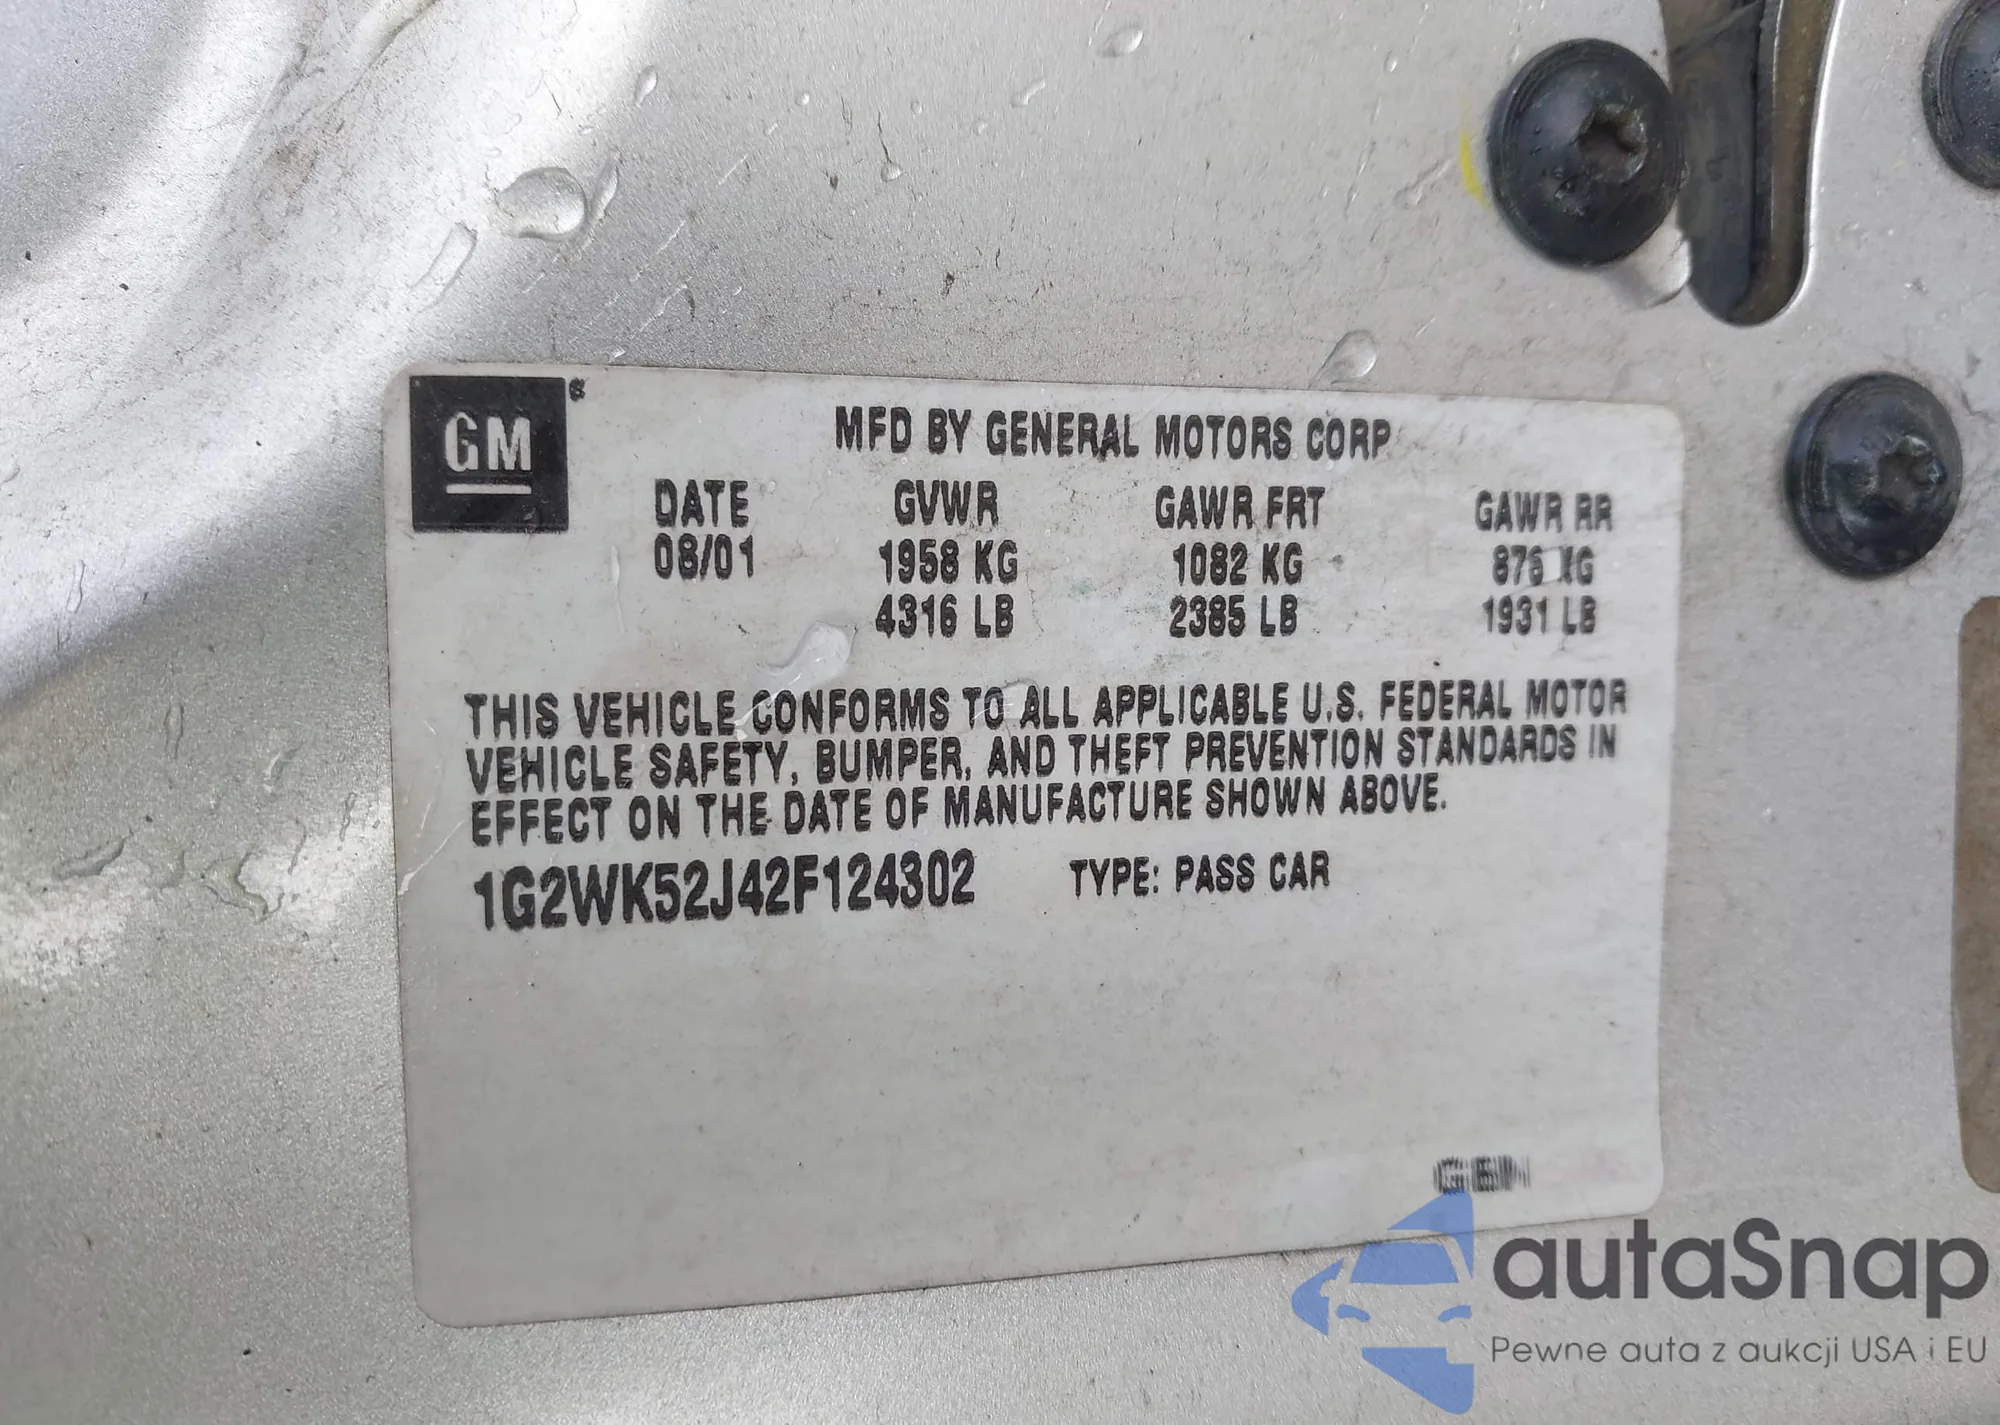 GM
MFD BY GENERAL MOTORS CORP
DATE GVWR GAWR FRT GAWR RR
08/01 1958 KG 1082 KG 876 KG
4316 LB 2385 LB 1931 LB
THIS VEHICLE CONFORMS TO ALL APPLICABLE U.S. FEDERAL MOTOR
VEHICLE SAFETY, BUMPER, AND THEFT PREVENTION STANDARDS IN
EFFECT ON THE DATE OF MANUFACTURE SHOWN ABOVE.
1G2WK52J42F124302 TYPE: PASS CAR
autaSnap
Pewne auta z aukcji USA i EU